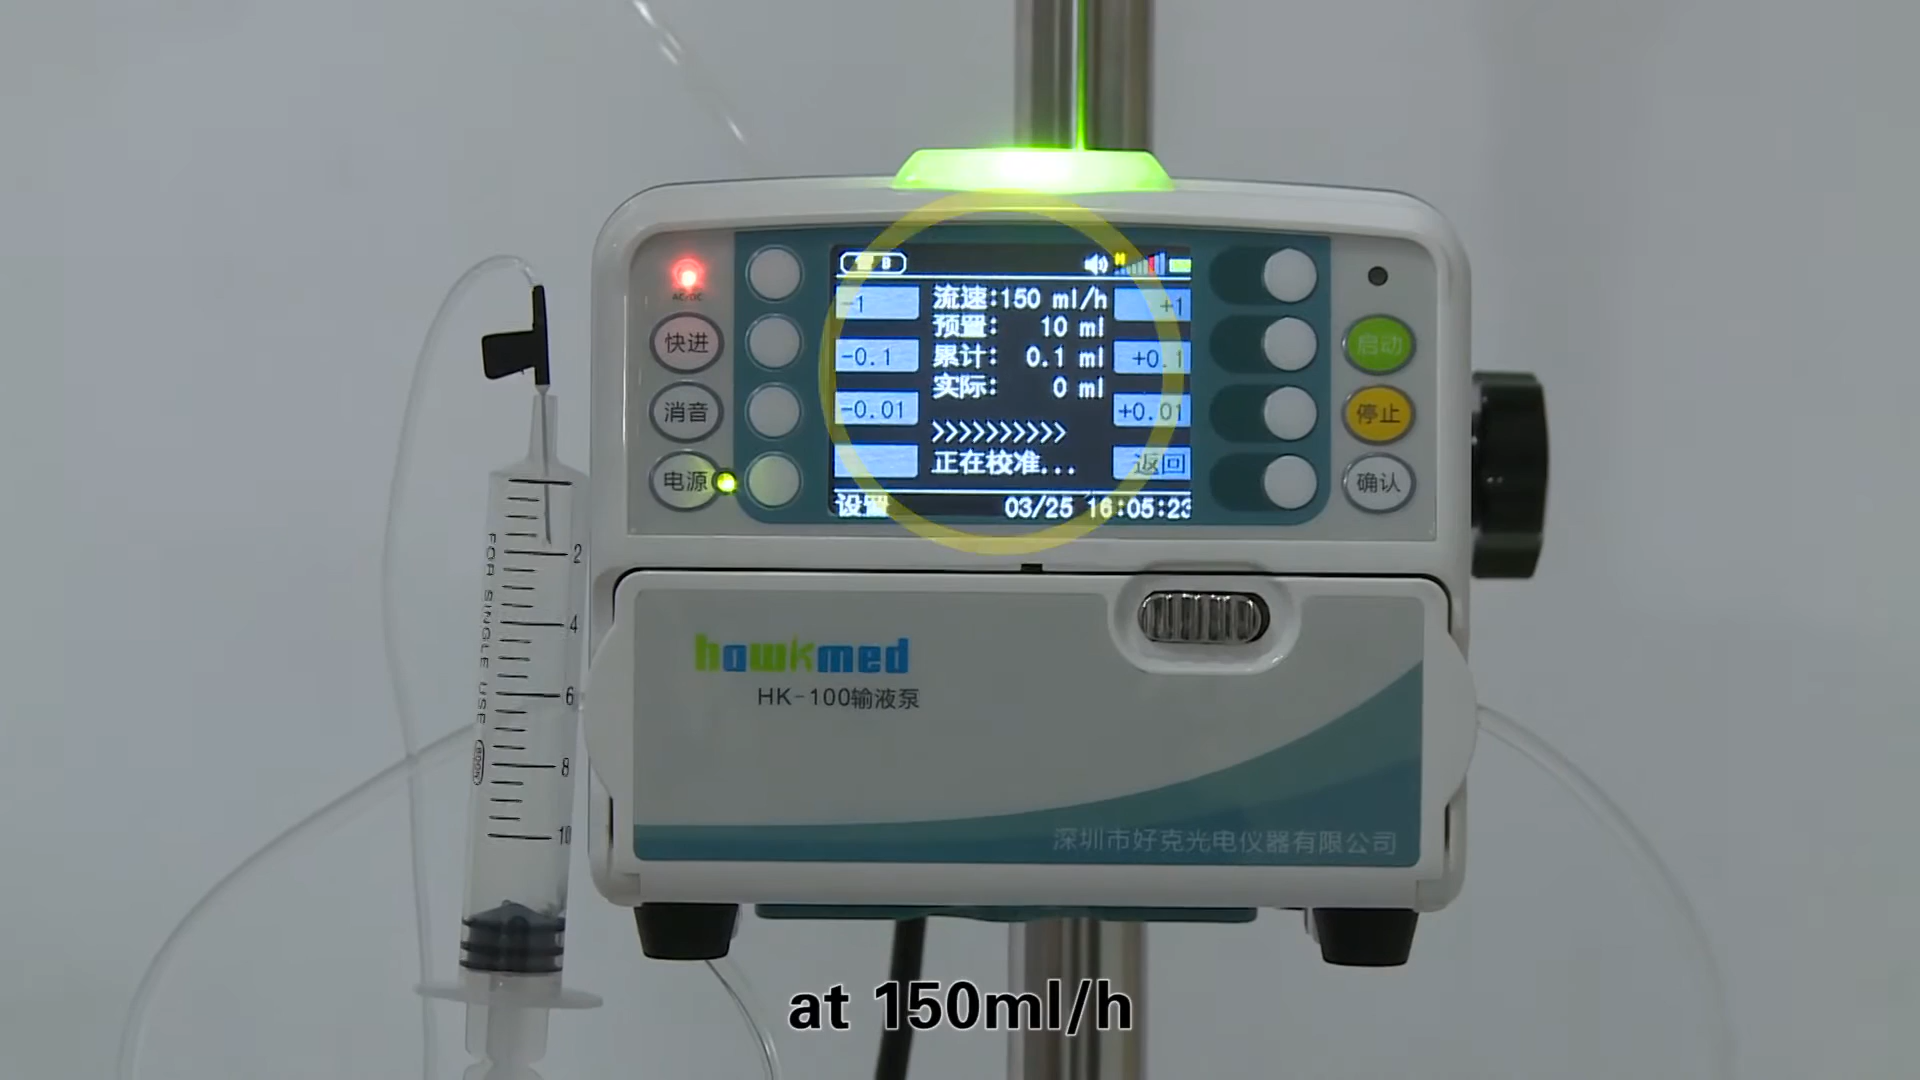 B
-1
流速:150 ml/h
+1
预置: 10 ml
-0.1
累计: 0.1 ml
+0.1
实际: 0 ml
-0.01
+0.01
>>>>>>>>>>
正在校准...
返回
设置
03/25 16:05:23
AC/DC
快进
消音
电源
启动
停止
确认
hawkmed
HK-100输液泵
深圳市好克光电仪器有限公司
FOR SINGLE USE
2
4
6
8
10
at 150ml/h